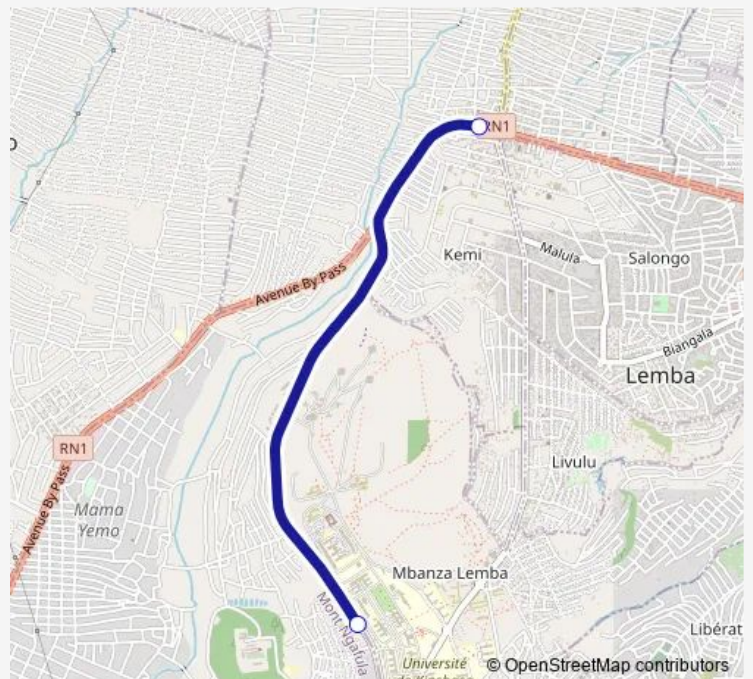 RN1
Kemi
Malula
Salongo
Avenue By Pass
Biangala
Lemba
RN1
Livulu
Avenue By Pass
Mama
Yemo
Mbanza Lemba
Mont Ngafula
Libérat
Université
© OpenStreetMap contributors